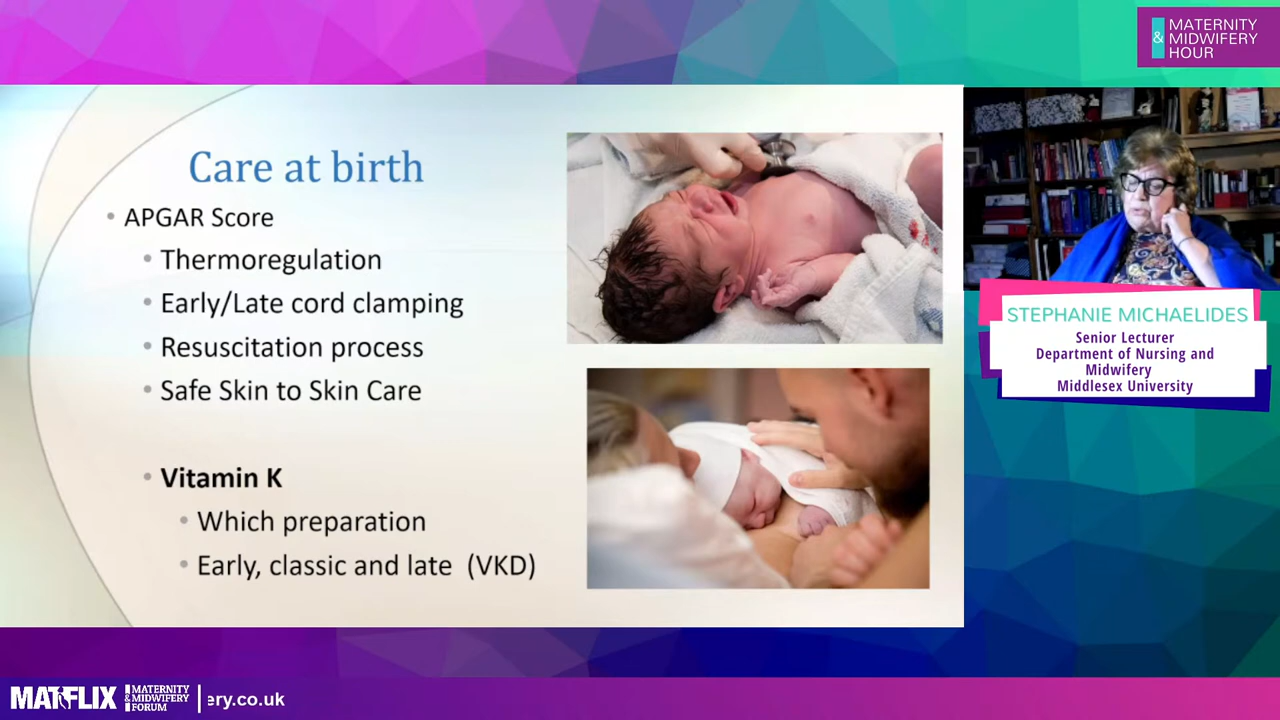 MATERNITY
& MIDWIFERY
HOUR
Care at birth
• APGAR Score
• Thermoregulation
• Early/Late cord clamping
• Resuscitation process
• Safe Skin to Skin Care
• Vitamin K
• Which preparation
• Early, classic and late (VKD)
STEPHANIE MICHAELIDES
Senior Lecturer
Department of Nursing and
Midwifery
Middlesex University
MATFLIX
MATERNITY
& MIDWIFERY
FORUM
ery.co.uk